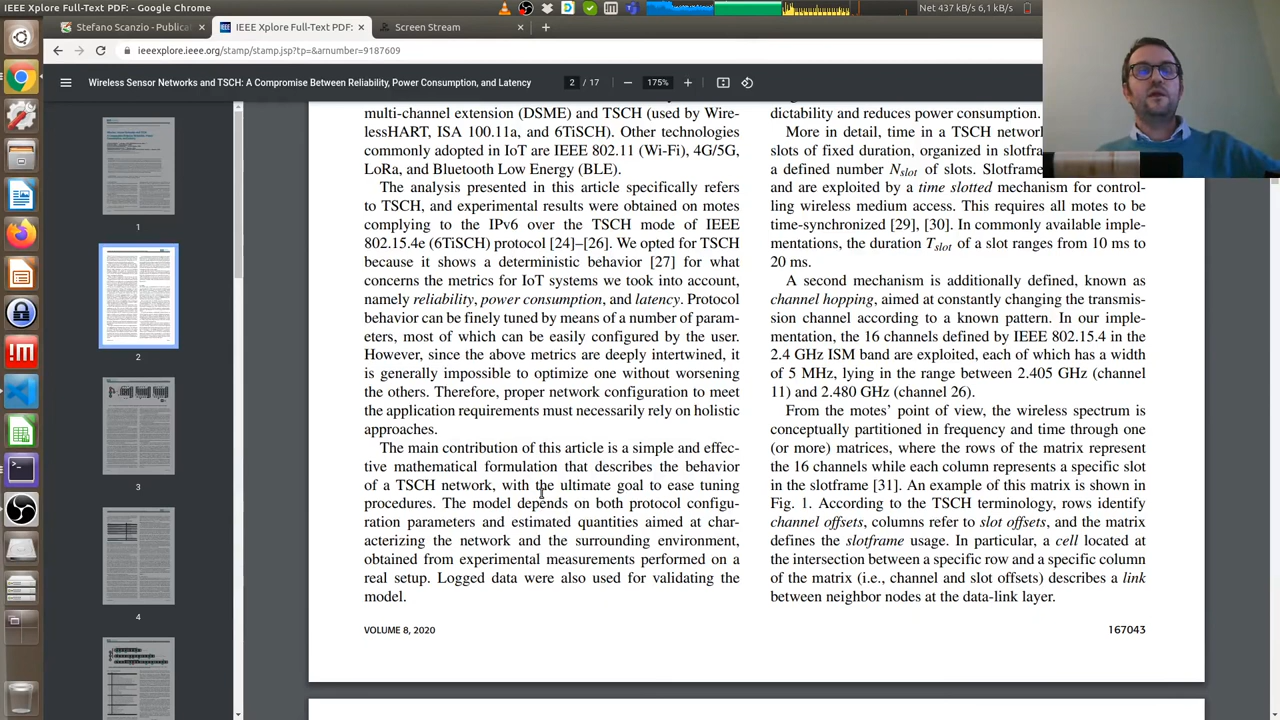 IEEE Xplore Full-Text PDF: - Google Chrome
Net 437 kB/s 6,1 kB/s
Stefano Scanzio - Publicat
IEEE Xplore Full-Text PDF:
Screen Stream
ieeexplore.ieee.org/stamp/stamp.jsp?tp=&arnumber=9187609
Wireless Sensor Networks and TSCH: A Compromise Between Reliability, Power Consumption, and Latency
2 / 17
175%
1
2
3
4
multi-channel extension (DSME) and TSCH (used by Wire-
lessHART, ISA 100.11a, and 6TiSCH). Other technologies
commonly adopted in IoT are IEEE 802.11 (Wi-Fi), 4G/5G,
LoRa, and Bluetooth Low Energy (BLE).
The analysis presented in this article specifically refers
to TSCH, and experimental results were obtained on motes
complying to the IPv6 over the TSCH mode of IEEE
802.15.4e (6TiSCH) protocol [24]–[26]. We opted for TSCH
because it shows a deterministic behavior [27] for what
concerns the metrics for IoT systems we took into account,
namely reliability, power consumption, and latency. Protocol
behavior can be finely tuned by means of a number of param-
eters, most of which can be easily configured by the user.
However, since the above metrics are deeply intertwined, it
is generally impossible to optimize one without worsening
the others. Therefore, proper network configuration to meet
the application requirements must necessarily rely on holistic
approaches.
The main contribution of this article is a simple and effec-
tive mathematical formulation that describes the behavior
of a TSCH network, with the ultimate goal to ease tuning
procedures. The model depends on both protocol configu-
ration parameters and estimated quantities aimed at char-
acterizing the network and the surrounding environment,
obtained from experimental measurements performed on a
real setup. Logged data were also used for validating the
model.
dictability and reduces power consumption.
More in detail, time in a TSCH network
slots of fixed duration, organized in slotfra
a defined number Nslot of slots. Slotframe
and are exploited by a time slotted mechanism for control-
ling wireless medium access. This requires all motes to be
time-synchronized [29], [30]. In commonly available imple-
mentations, the duration Tslot of a slot ranges from 10 ms to
20 ms.
A second mechanism is additionally defined, known as
channel hopping, aimed at constantly changing the transmis-
sion channel according to a known pattern. In our imple-
mentation, the 16 channels defined by IEEE 802.15.4 in the
2.4 GHz ISM band are exploited, each of which has a width
of 5 MHz, lying in the range between 2.405 GHz (channel
11) and 2.480 GHz (channel 26).
From the motes' point of view, the wireless spectrum is
conceptually partitioned in frequency and time through one
(or more) matrices, where the rows of the matrix represent
the 16 channels while each column represents a specific slot
in the slotframe [31]. An example of this matrix is shown in
Fig. 1. According to the TSCH terminology, rows identify
channel offsets, columns refer to slot offsets, and the matrix
defines the slotframe usage. In particular, a cell located at
the intersection between a specific row and a specific column
of the matrix (i.e., channel and slot offsets) describes a link
between neighbor nodes at the data-link layer.
VOLUME 8, 2020
167043